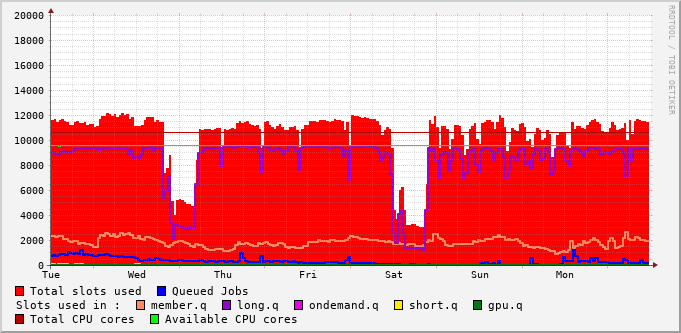 20000
18000
16000
14000
12000
10000
8000
6000
4000
2000
0
Tue Wed Thu Fri Sat Sun Mon
RRDTOOL / TOBI OETIKER
Total slots used Queued Jobs
Slots used in : member.q long.q ondemand.q short.q gpu.q
Total CPU cores Available CPU cores